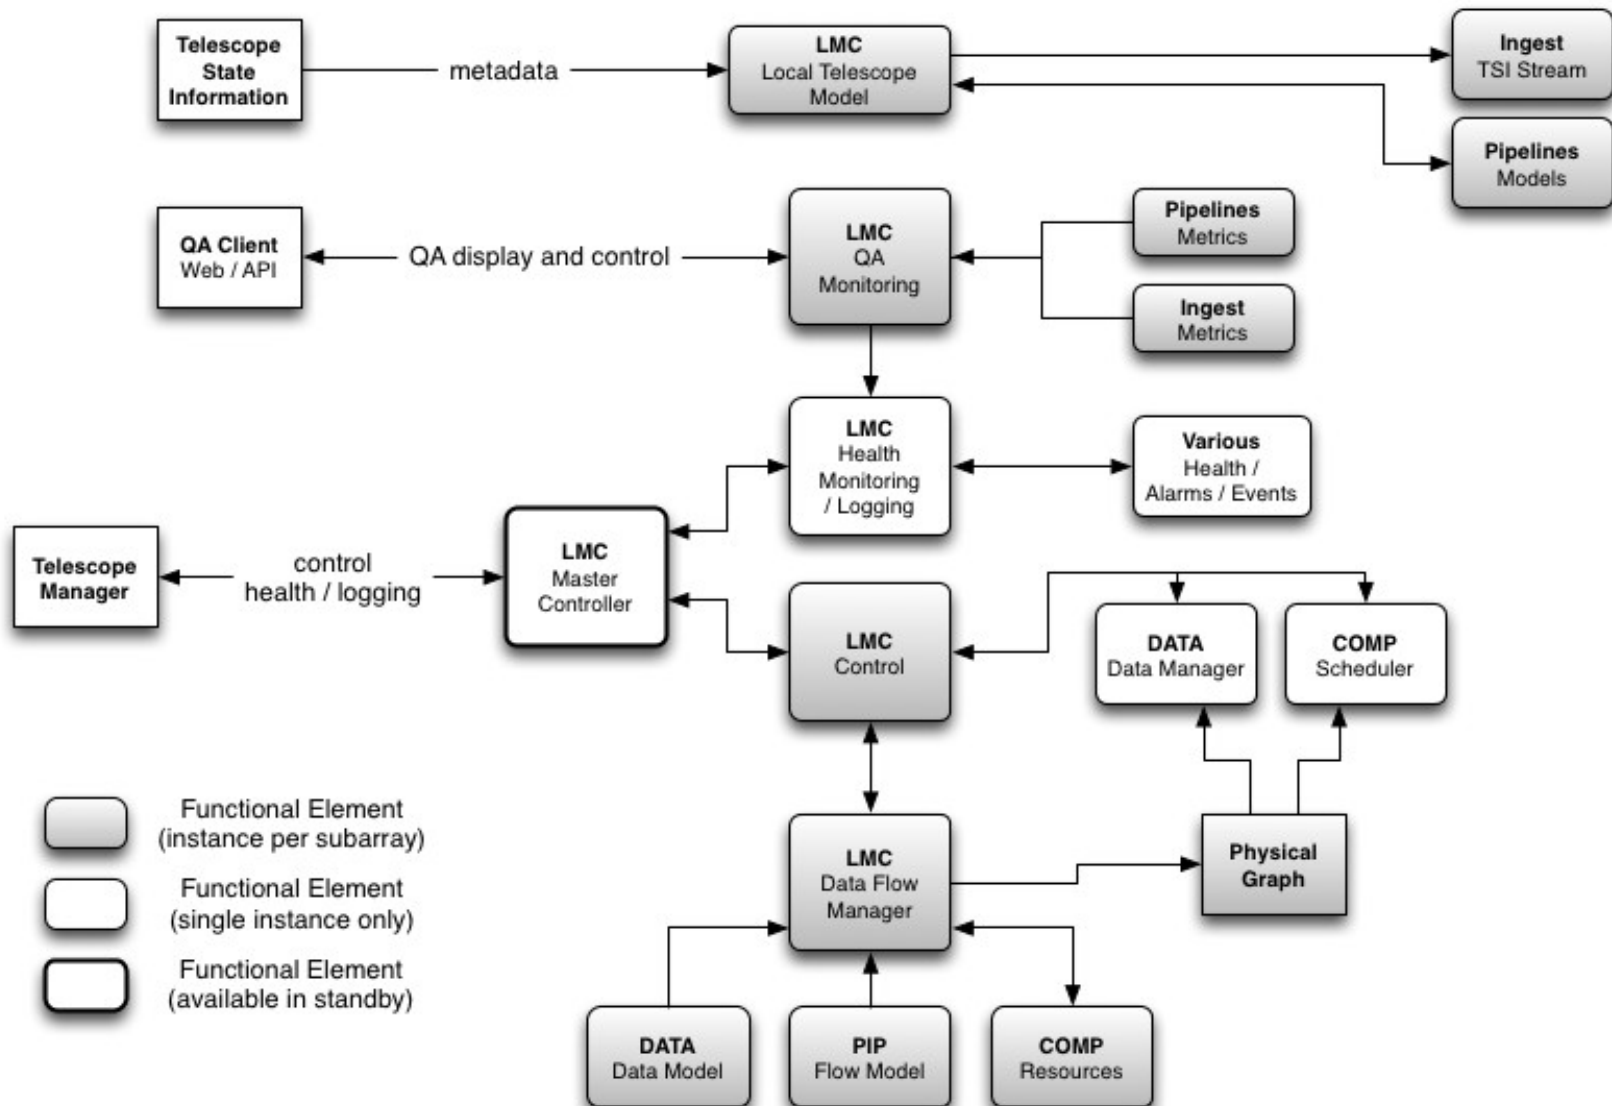 Telescope
State
Information
metadata
LMC
Local Telescope
Model
Ingest
TSI Stream
Pipelines
Models
QA Client
Web / API
QA display and control
LMC
QA
Monitoring
Pipelines
Metrics
Ingest
Metrics
LMC
Health
Monitoring
/ Logging
Various
Health /
Alarms / Events
Telescope
Manager
control
health / logging
LMC
Master
Controller
LMC
Control
DATA
Data Manager
COMP
Scheduler
Functional Element
(instance per subarray)
Functional Element
(single instance only)
Functional Element
(available in standby)
LMC
Data Flow
Manager
Physical
Graph
DATA
Data Model
PIP
Flow Model
COMP
Resources